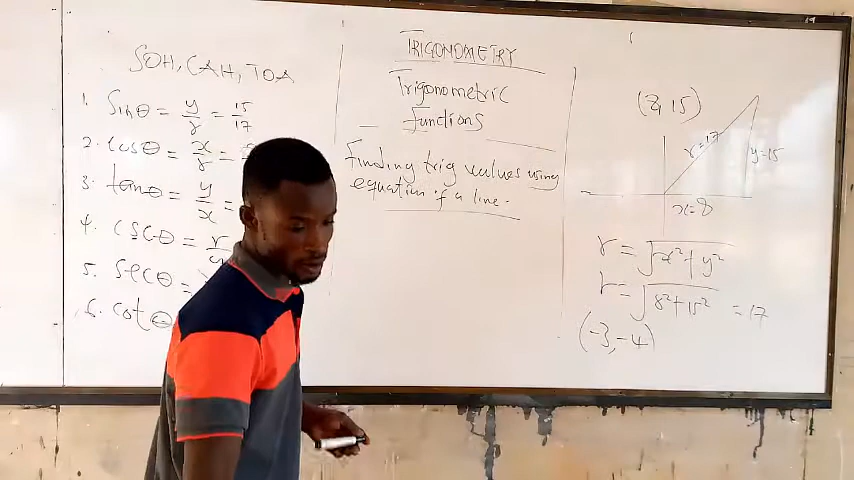 SOH, CAH, TOA
1. Sinθ = y/r = 15/17
2. Cosθ = x/r =
3. tanθ = y/x =
4. CSCθ = r/
5. Secθ =
6. cot θ
TRIGONOMETRY
Trigonometric
functions
Finding trig values using
equation of a line.
(8,15)
r=17
y=15
x=8
r = √x²+y²
r = √8²+15² = 17
(-3,-4)